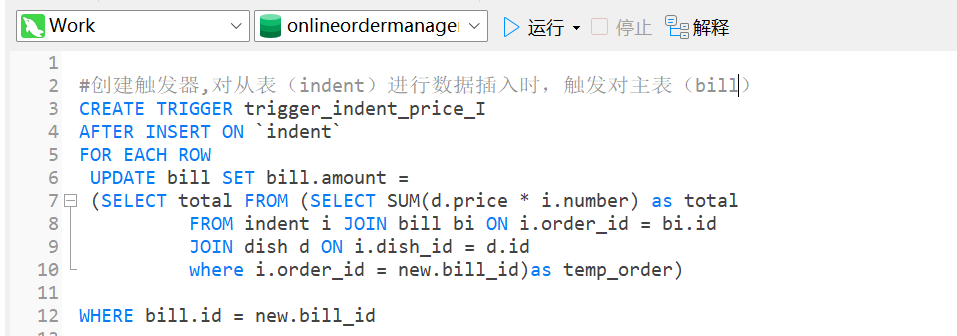 Work onlineordermanager 运行 停止 解释
1
2 #创建触发器,对从表（indent）进行数据插入时，触发对主表（bill）
3 CREATE TRIGGER trigger_indent_price_I
4 AFTER INSERT ON `indent`
5 FOR EACH ROW
6 UPDATE bill SET bill.amount =
7 (SELECT total FROM (SELECT SUM(d.price * i.number) as total
8 FROM indent i JOIN bill bi ON i.order_id = bi.id
9 JOIN dish d ON i.dish_id = d.id
10 where i.order_id = new.bill_id)as temp_order)
11
12 WHERE bill.id = new.bill_id